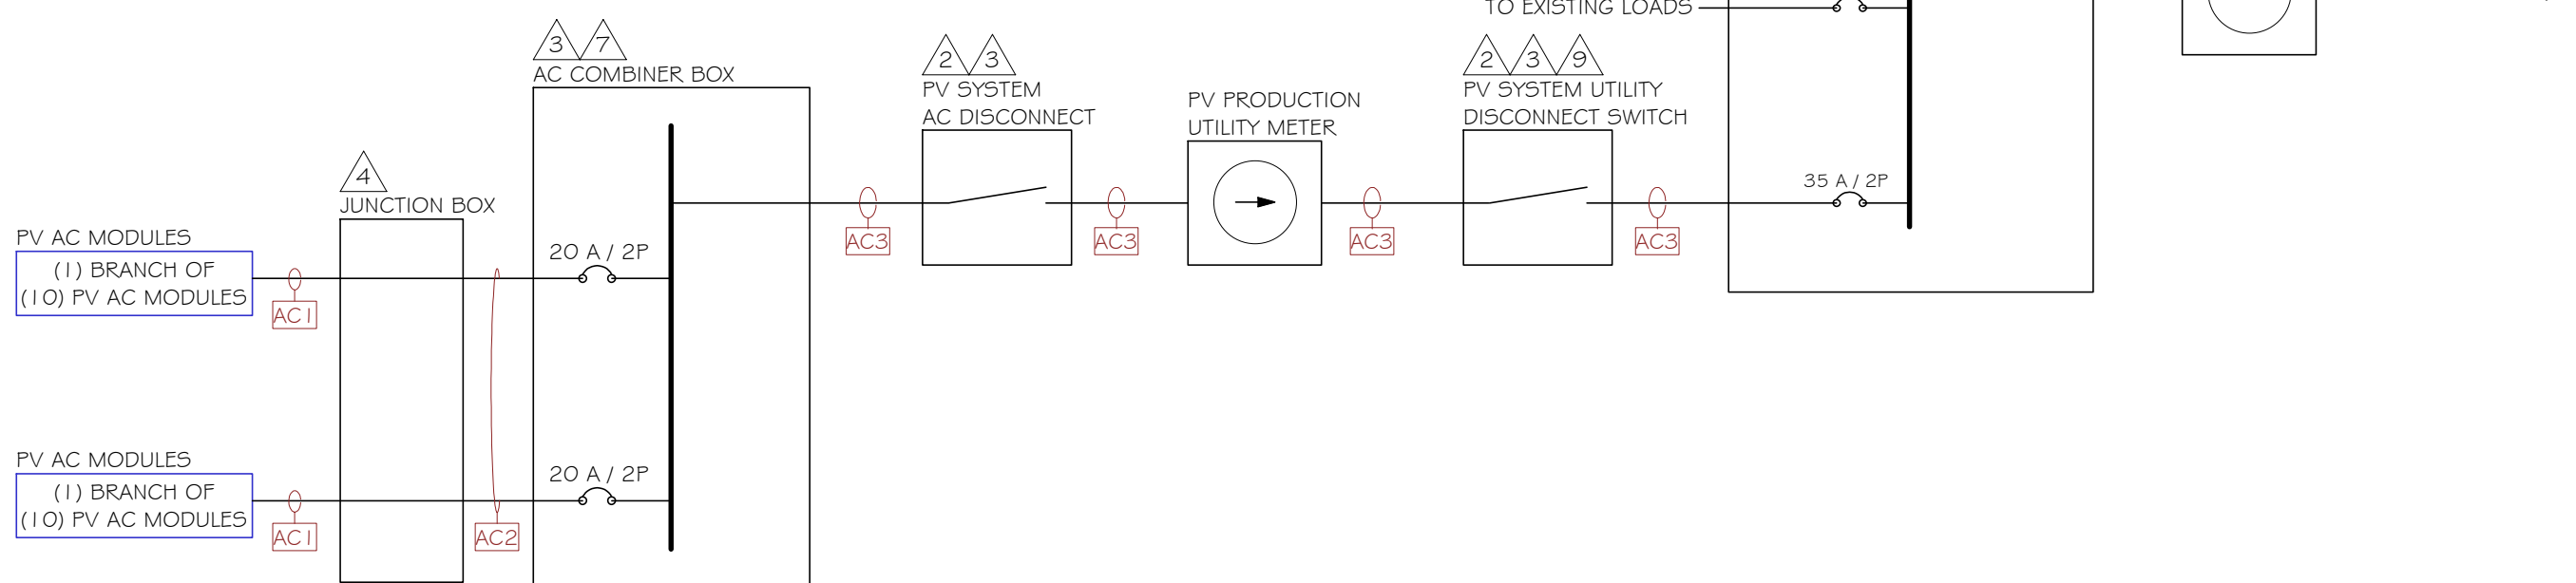 TO EXISTING LOADS
3 7
AC COMBINER BOX
2 3
PV SYSTEM
AC DISCONNECT
PV PRODUCTION
UTILITY METER
2 3 9
PV SYSTEM UTILITY
DISCONNECT SWITCH
4
JUNCTION BOX
35 A / 2P
PV AC MODULES
(1) BRANCH OF
(10) PV AC MODULES
AC1
20 A / 2P
AC3
AC3
AC3
AC3
PV AC MODULES
(1) BRANCH OF
(10) PV AC MODULES
AC1
AC2
20 A / 2P